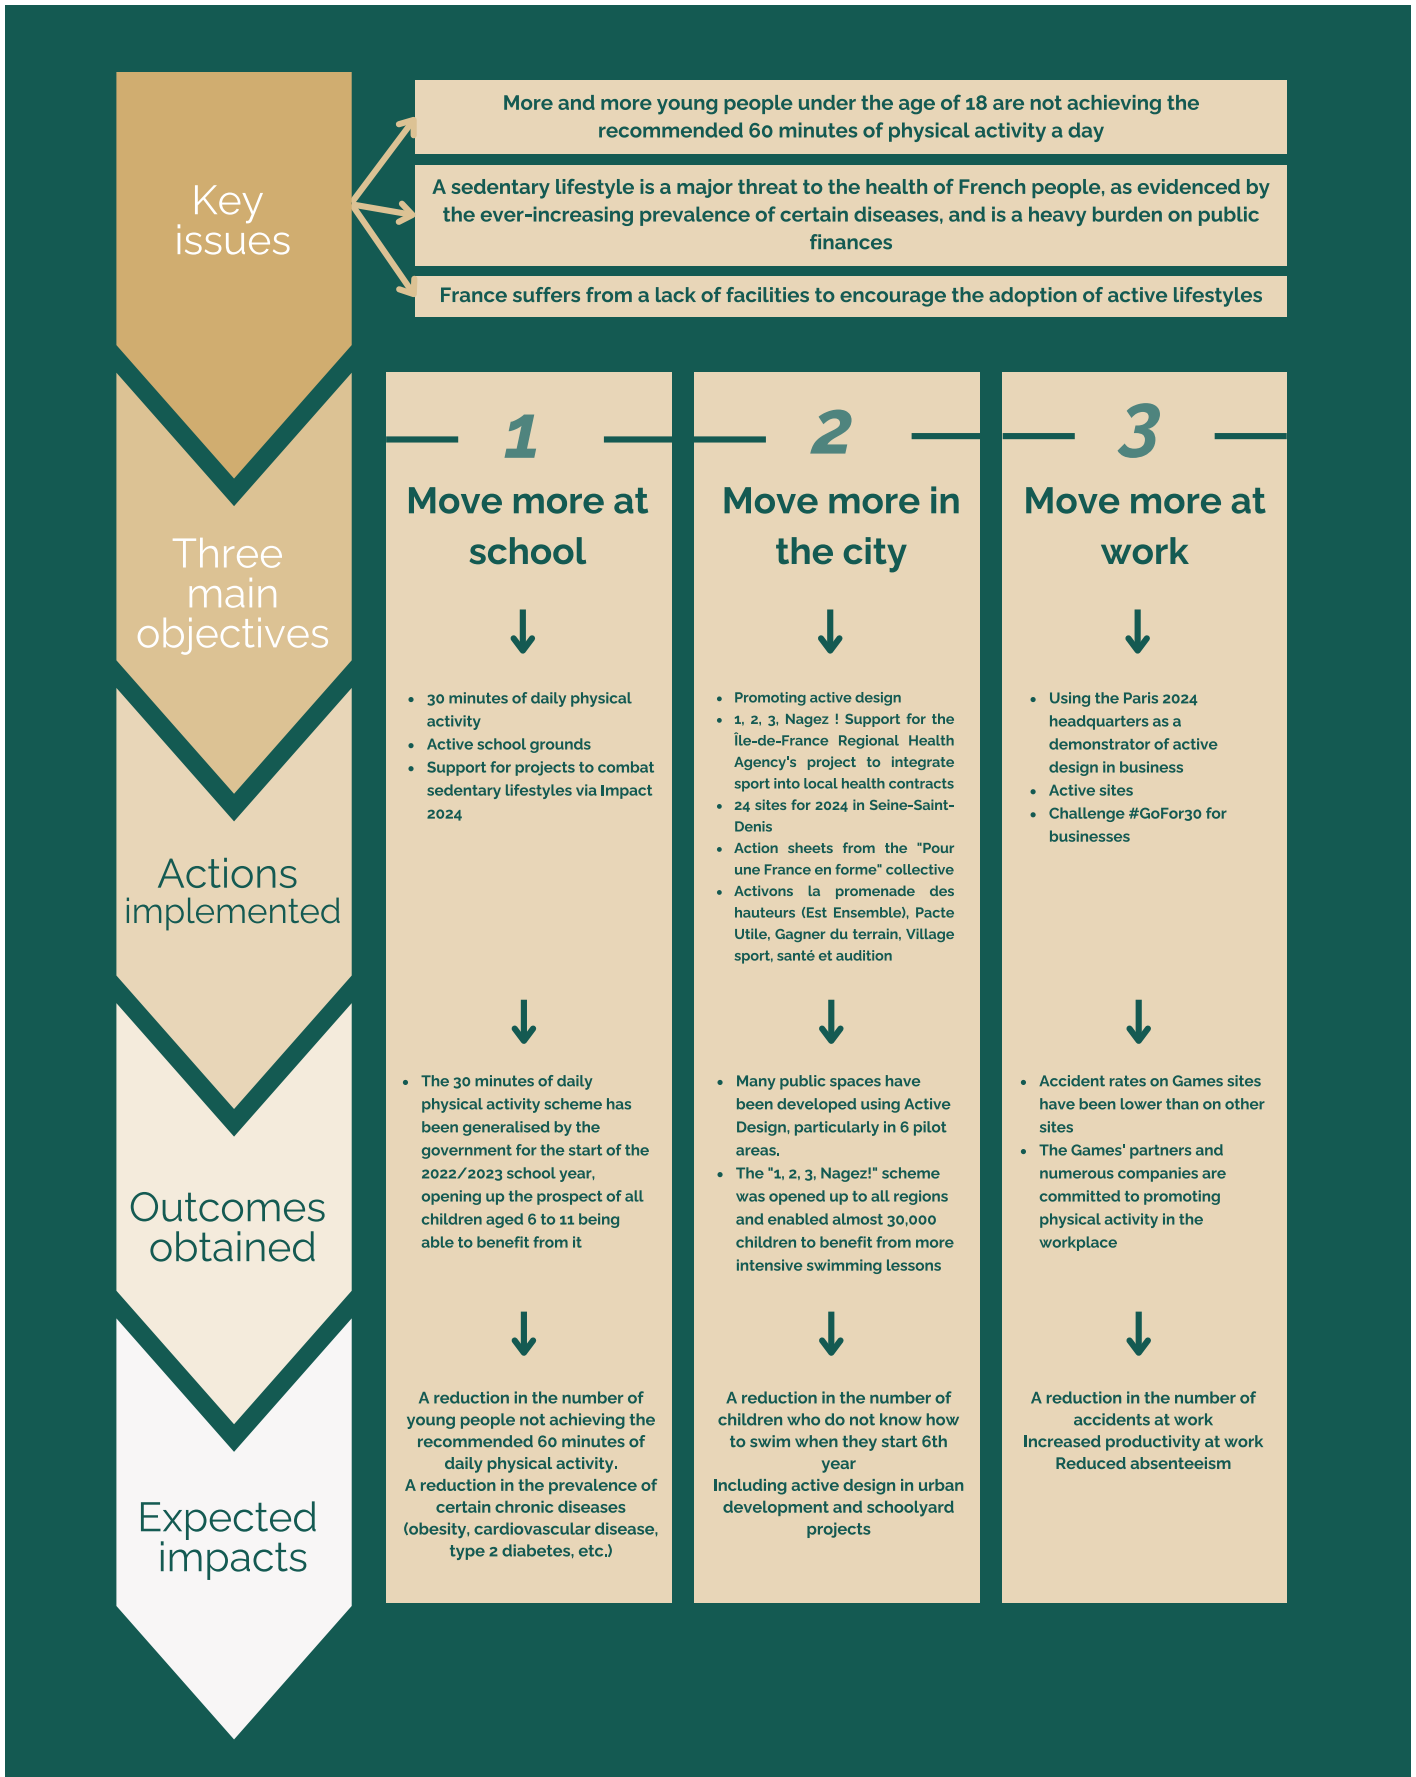 Key
issues
More and more young people under the age of 18 are not achieving the
recommended 60 minutes of physical activity a day
A sedentary lifestyle is a major threat to the health of French people, as evidenced by
the ever-increasing prevalence of certain diseases, and is a heavy burden on public
finances
France suffers from a lack of facilities to encourage the adoption of active lifestyles
Three
main
objectives
1
Move more at
school
2
Move more in
the city
3
Move more at
work
Actions
implemented
• 30 minutes of daily physical
activity
• Active school grounds
• Support for projects to combat
sedentary lifestyles via Impact
2024
• Promoting active design
• 1, 2, 3, Nagez ! Support for the
Île-de-France Regional Health
Agency's project to integrate
sport into local health contracts
• 24 sites for 2024 in Seine-Saint-
Denis
• Action sheets from the "Pour
une France en forme" collective
• Activons la promenade des
hauteurs (Est Ensemble), Pacte
Utile, Gagner du terrain, Village
sport, santé et audition
• Using the Paris 2024
headquarters as a
demonstrator of active
design in business
• Active sites
• Challenge #GoFor30 for
businesses
Outcomes
obtained
• The 30 minutes of daily
physical activity scheme has
been generalised by the
government for the start of the
2022/2023 school year,
opening up the prospect of all
children aged 6 to 11 being
able to benefit from it
• Many public spaces have
been developed using Active
Design, particularly in 6 pilot
areas.
• The "1, 2, 3, Nagez!" scheme
was opened up to all regions
and enabled almost 30,000
children to benefit from more
intensive swimming lessons
• Accident rates on Games sites
have been lower than on other
sites
• The Games' partners and
numerous companies are
committed to promoting
physical activity in the
workplace
Expected
impacts
A reduction in the number of
young people not achieving the
recommended 60 minutes of
daily physical activity.
A reduction in the prevalence of
certain chronic diseases
(obesity, cardiovascular disease,
type 2 diabetes, etc.)
A reduction in the number of
children who do not know how
to swim when they start 6th
year
Including active design in urban
development and schoolyard
projects
A reduction in the number of
accidents at work
Increased productivity at work
Reduced absenteeism